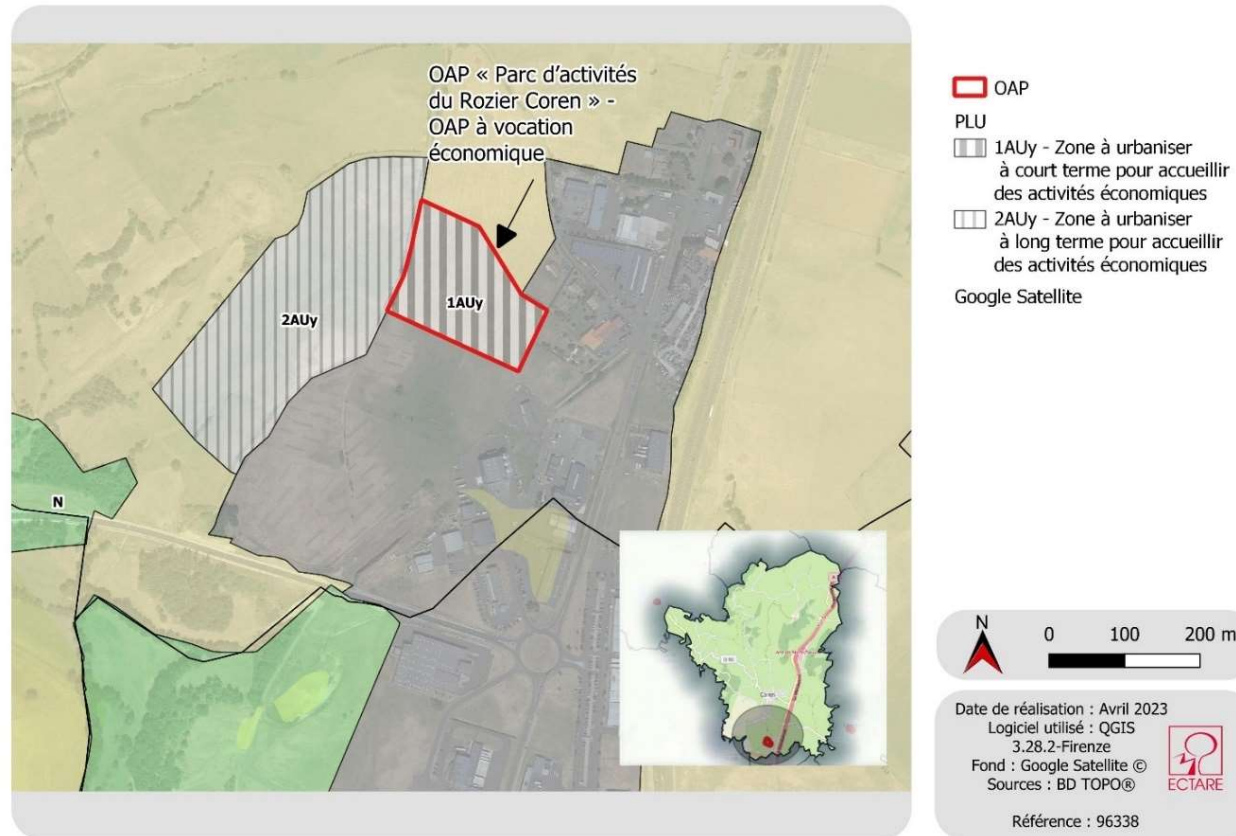 OAP « Parc d'activités
du Rozier Coren » -
OAP à vocation
économique
1AUy
2AUy
N
Coren
OAP
PLU
1AUy - Zone à urbaniser
à court terme pour accueillir
des activités économiques
2AUy - Zone à urbaniser
à long terme pour accueillir
des activités économiques
Google Satellite
N
0 100 200 m
Date de réalisation : Avril 2023
Logiciel utilisé : QGIS
3.28.2-Firenze
Fond : Google Satellite ©
Sources : BD TOPO®
ECTARE
Référence : 96338